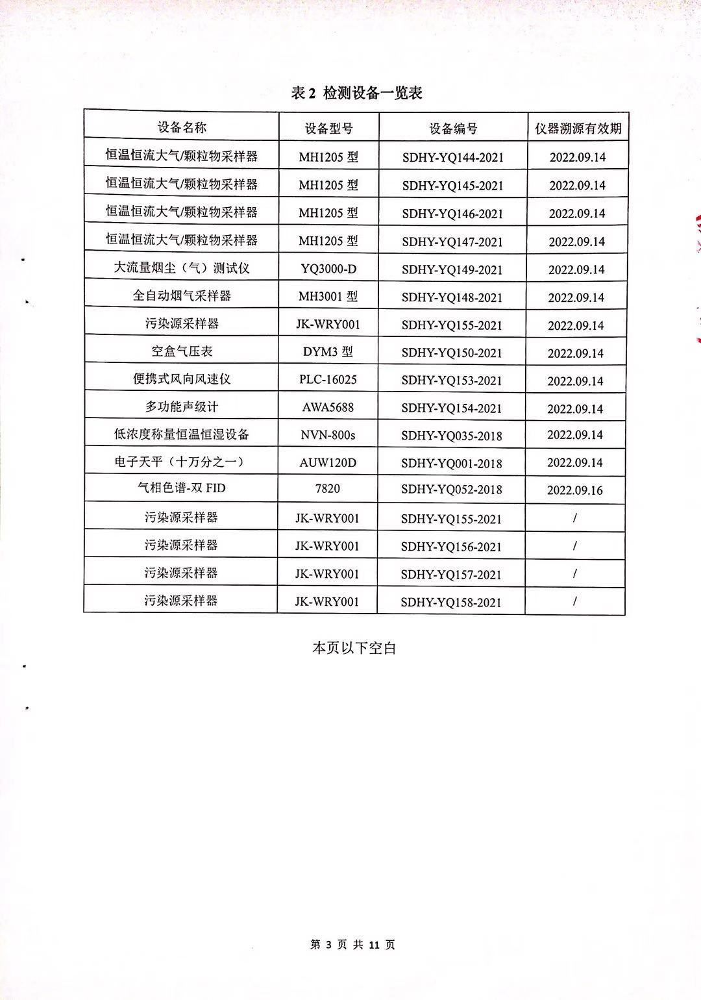 表 2 检测设备一览表
设备名称 设备型号 设备编号 仪器溯源有效期
恒温恒流大气/颗粒物采样器 MH1205 型 SDHY-YQ144-2021 2022.09.14
恒温恒流大气/颗粒物采样器 MH1205 型 SDHY-YQ145-2021 2022.09.14
恒温恒流大气/颗粒物采样器 MH1205 型 SDHY-YQ146-2021 2022.09.14
恒温恒流大气/颗粒物采样器 MH1205 型 SDHY-YQ147-2021 2022.09.14
大流量烟尘（气）测试仪 YQ3000-D SDHY-YQ149-2021 2022.09.14
全自动烟气采样器 MH3001 型 SDHY-YQ148-2021 2022.09.14
污染源采样器 JK-WRY001 SDHY-YQ155-2021 2022.09.14
空盒气压表 DYM3 型 SDHY-YQ150-2021 2022.09.14
便携式风向风速仪 PLC-16025 SDHY-YQ153-2021 2022.09.14
多功能声级计 AWA5688 SDHY-YQ154-2021 2022.09.14
低浓度称量恒温恒湿设备 NVN-800s SDHY-YQ035-2018 2022.09.14
电子天平（十万分之一） AUW120D SDHY-YQ001-2018 2022.09.14
气相色谱-双 FID 7820 SDHY-YQ052-2018 2022.09.16
污染源采样器 JK-WRY001 SDHY-YQ155-2021 /
污染源采样器 JK-WRY001 SDHY-YQ156-2021 /
污染源采样器 JK-WRY001 SDHY-YQ157-2021 /
污染源采样器 JK-WRY001 SDHY-YQ158-2021 /
本页以下空白
第 3 页 共 11 页